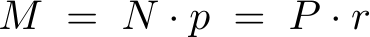 M = N · p = P · r